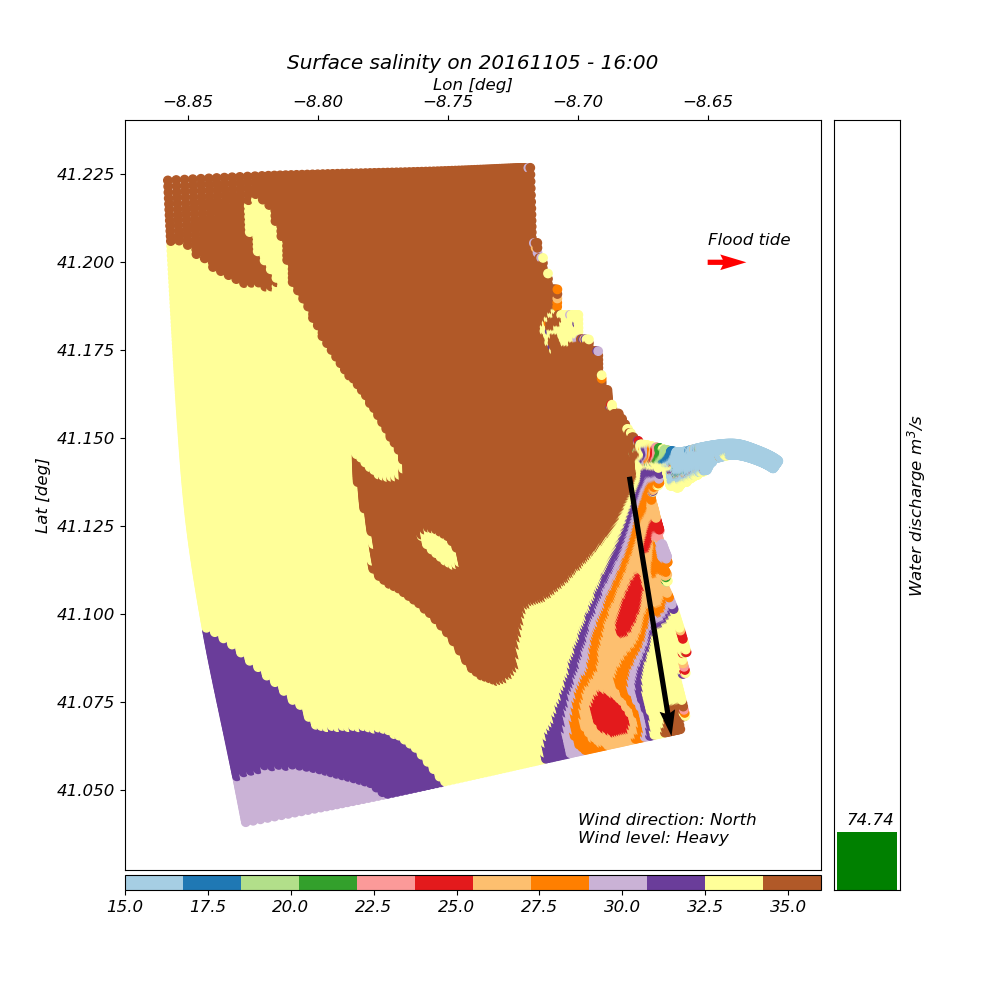 Surface salinity on 20161105 - 16:00
Lon [deg]
−8.85 −8.80 −8.75 −8.70 −8.65
41.225
41.200
41.175
41.150
41.125
41.100
41.075
41.050
Lat [deg]
Flood tide
Wind direction: North
Wind level: Heavy
74.74
Water discharge m³/s
15.0 17.5 20.0 22.5 25.0 27.5 30.0 32.5 35.0